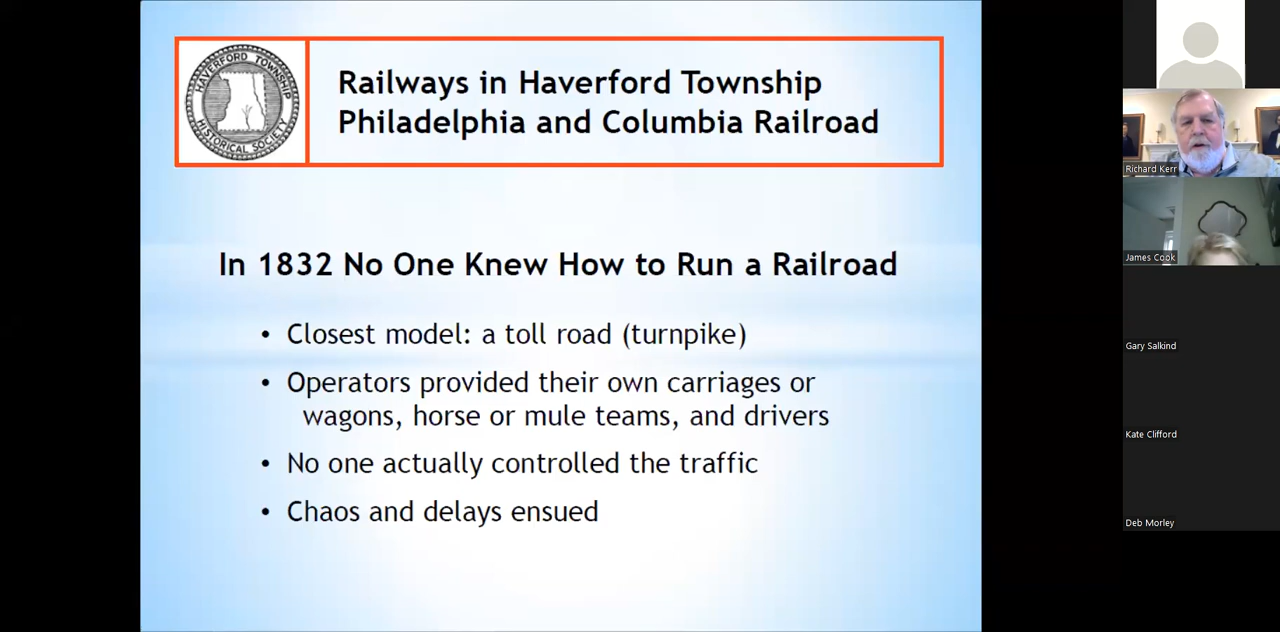 HAVERFORD TOWNSHIP
HISTORICAL SOCIETY
Railways in Haverford Township
Philadelphia and Columbia Railroad
In 1832 No One Knew How to Run a Railroad
• Closest model: a toll road (turnpike)
• Operators provided their own carriages or
wagons, horse or mule teams, and drivers
• No one actually controlled the traffic
• Chaos and delays ensued
Richard Kerr
James Cook
Gary Salkind
Kate Clifford
Deb Morley